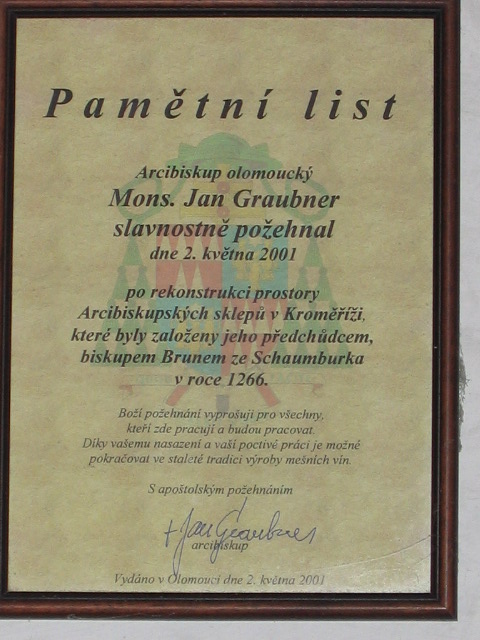 Pamětní list
Arcibiskup olomoucký
Mons. Jan Graubner
slavnostně požehnal
dne 2. května 2001
po rekonstrukci prostory
Arcibiskupských sklepů v Kroměříži,
které byly založeny jeho předchůdcem,
biskupem Brunem ze Schaumburka
v roce 1266.
Boží požehnání vyprošuji pro všechny,
kteří zde pracují a budou pracovat.
Díky vašemu nasazení a vaší poctivé práci je možné
pokračovat ve staleté tradici výroby mešních vín.
S apoštolským požehnáním
+ Jan Graubner
arcibiskup
Vydáno v Olomouci dne 2. května 2001